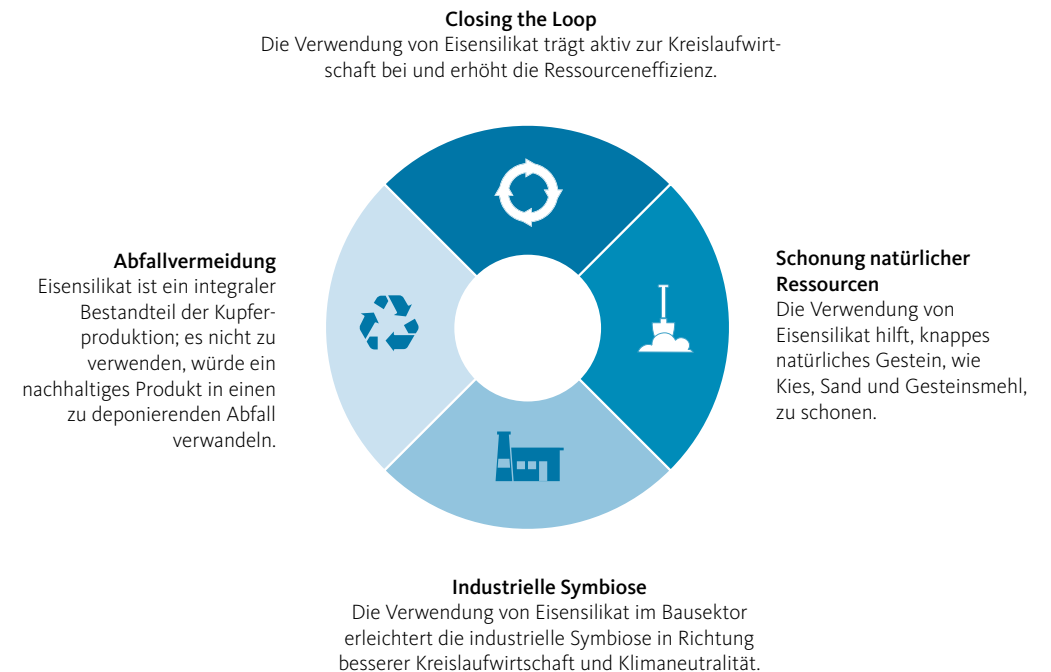 Closing the Loop
Die Verwendung von Eisensilikat trägt aktiv zur Kreislaufwirt-
schaft bei und erhöht die Ressourceneffizienz.
Abfallvermeidung
Eisensilikat ist ein integraler
Bestandteil der Kupfer-
produktion; es nicht zu
verwenden, würde ein
nachhaltiges Produkt in einen
zu deponierenden Abfall
verwandeln.
Schonung natürlicher
Ressourcen
Die Verwendung von
Eisensilikat hilft, knappes
natürliches Gestein, wie
Kies, Sand und Gesteinsmehl,
zu schonen.
Industrielle Symbiose
Die Verwendung von Eisensilikat im Bausektor
erleichtert die industrielle Symbiose in Richtung
besserer Kreislaufwirtschaft und Klimaneutralität.